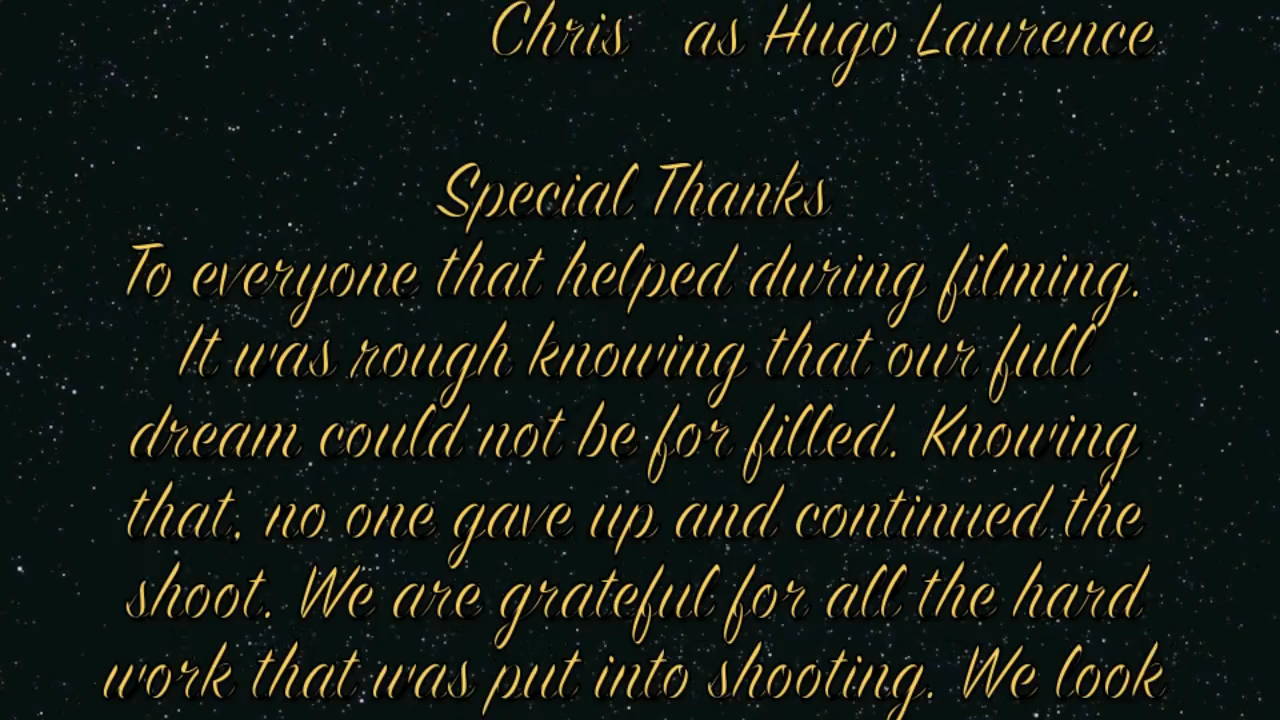 Chris as Hugo Laurence
Special Thanks
To everyone that helped during filming.
It was rough knowing that our full
dream could not be for filled. Knowing
that, no one gave up and continued the
shoot. We are grateful for all the hard
work that was put into shooting. We look